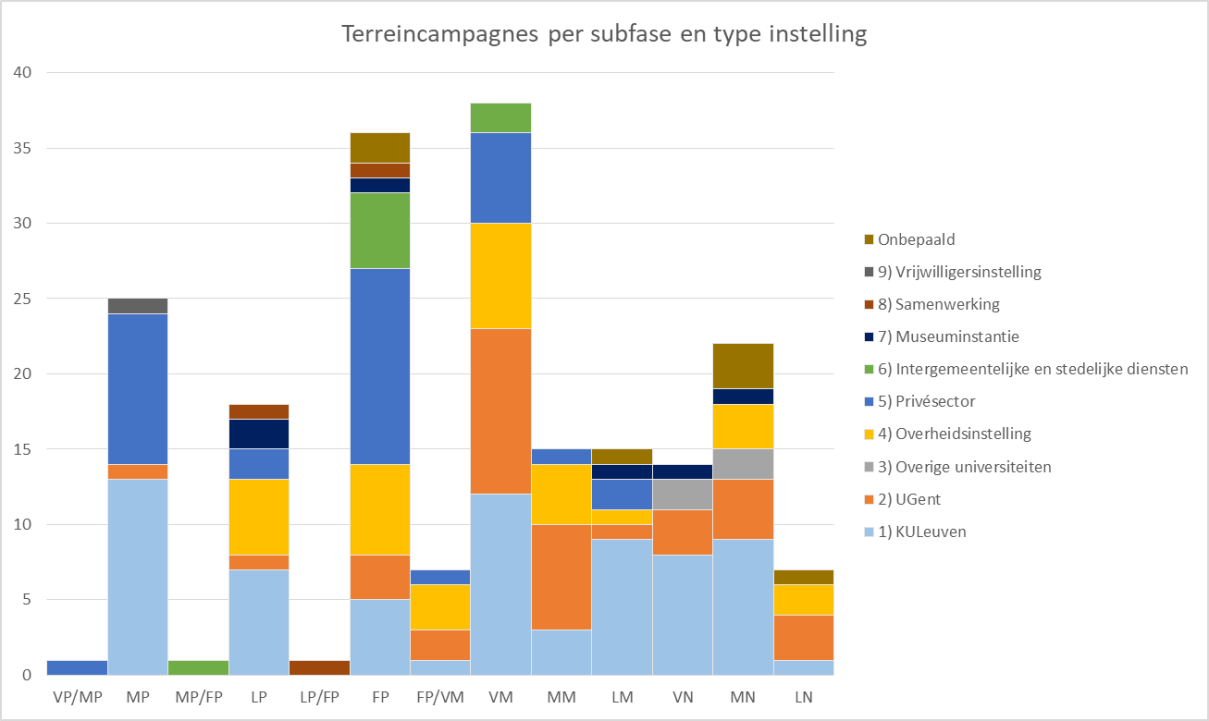 Terreincampagnes per subfase en type instelling
40
35
30
25
20
15
10
5
0
VP/MP MP MP/FP LP LP/FP FP FP/VM VM MM LM VN MN LN
Onbepaald
9) Vrijwilligersinstelling
8) Samenwerking
7) Museuminstantie
6) Intergemeentelijke en stedelijke diensten
5) Privésector
4) Overheidsinstelling
3) Overige universiteiten
2) UGent
1) KULeuven